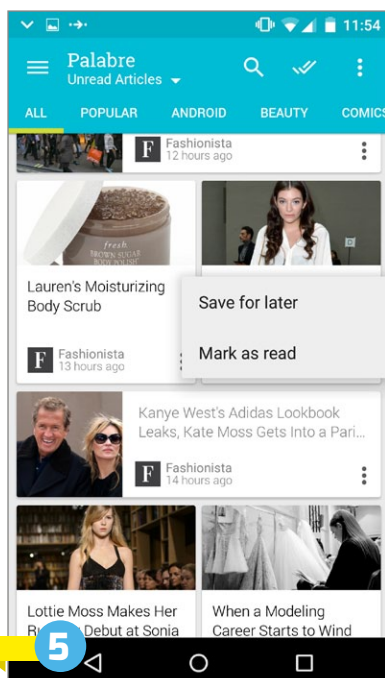 11:54
Palabre
Unread Articles
ALL POPULAR ANDROID BEAUTY COMICS
F Fashionista
12 hours ago
fresh
BROWN SUGAR
BODY POLISH
Lauren's Moisturizing
Body Scrub
Save for later
Mark as read
F Fashionista
13 hours ago
Kanye West's Adidas Lookbook
Leaks, Kate Moss Gets Into a Pari...
F Fashionista
14 hours ago
Lottie Moss Makes Her
Debut at Sonia
When a Modeling
Career Starts to Wind
5